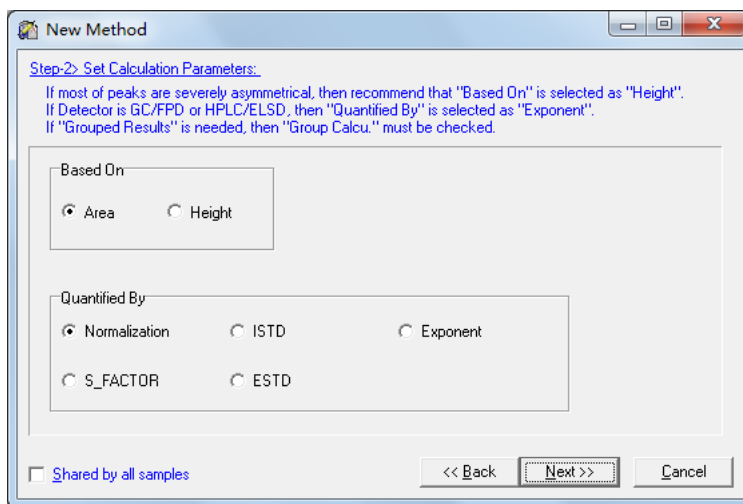 New Method
Step-2> Set Calculation Parameters:
If most of peaks are severely asymmetrical, then recommend that "Based On" is selected as "Height".
If Detector is GC/FPD or HPLC/ELSD, then "Quantified By" is selected as "Exponent".
If "Grouped Results" is needed, then "Group Calcu." must be checked.
Based On
Area Height
Quantified By
Normalization ISTD Exponent
S_FACTOR ESTD
Shared by all samples << Back Next >> Cancel